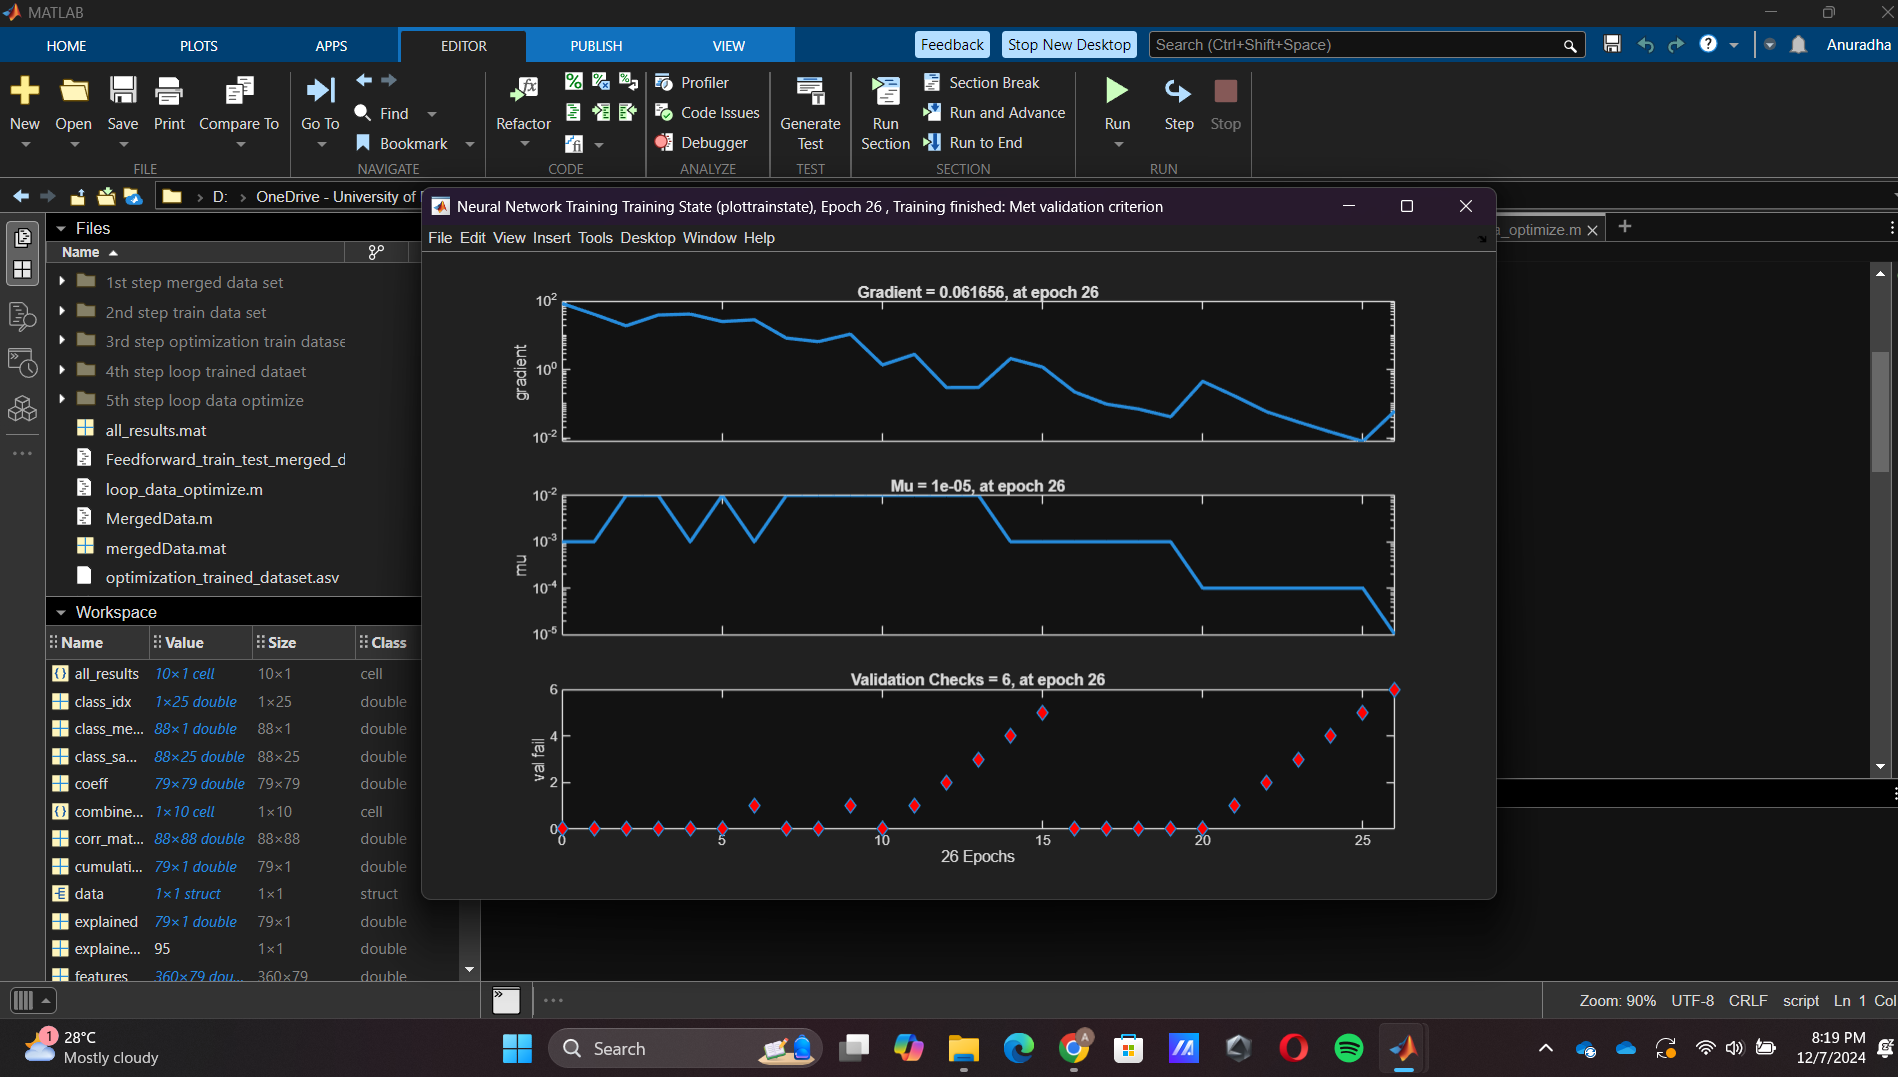 MATLAB
HOME PLOTS APPS EDITOR PUBLISH VIEW Feedback Stop New Desktop Search (Ctrl+Shift+Space) Anuradha
New Open Save Print Compare To Go To Find Bookmark Refactor Profiler Code Issues Debugger Generate Test Run Section Section Break Run and Advance Run to End Run Step Stop
FILE NAVIGATE CODE ANALYZE TEST SECTION RUN
D: OneDrive - University of
Neural Network Training Training State (plottrainstate), Epoch 26 , Training finished: Met validation criterion
File Edit View Insert Tools Desktop Window Help
a_optimize.m
Files
Name
1st step merged data set
2nd step train data set
3rd step optimization train datase
4th step loop trained dataet
5th step loop data optimize
all_results.mat
Feedforward_train_test_merged_d
loop_data_optimize.m
MergedData.m
mergedData.mat
optimization_trained_dataset.asv
Workspace
Name Value Size Class
all_results 10×1 cell 10×1 cell
class_idx 1×25 double 1×25 double
class_me... 88×1 double 88×1 double
class_sa... 88×25 double 88×25 double
coeff 79×79 double 79×79 double
combine... 1×10 cell 1×10 cell
corr_mat... 88×88 double 88×88 double
cumulati... 79×1 double 79×1 double
data 1×1 struct 1×1 struct
explained 79×1 double 79×1 double
explaine... 95 1×1 double
features 360×79 dou... 360×79 double
Gradient = 0.061656, at epoch 26
10²
10⁰
10⁻²
gradient
Mu = 1e-05, at epoch 26
10⁻²
10⁻³
10⁻⁴
10⁻⁵
mu
Validation Checks = 6, at epoch 26
6
4
2
0
val fail
0 5 10 15 20 25
26 Epochs
Zoom: 90% UTF-8 CRLF script Ln 1 Col
1
28°C
Mostly cloudy
Search
A
8:19 PM
12/7/2024